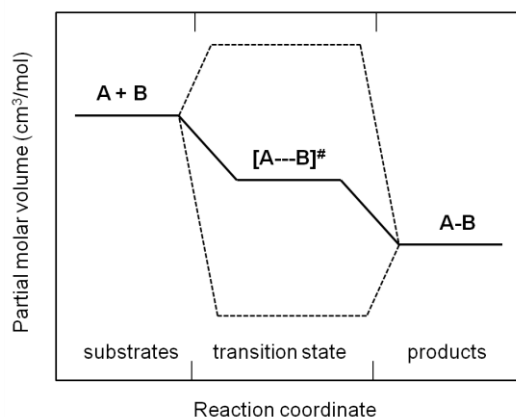 Partial molar volume (cm³/mol)
A + B
[A---B]#
A-B
substrates
transition state
products
Reaction coordinate